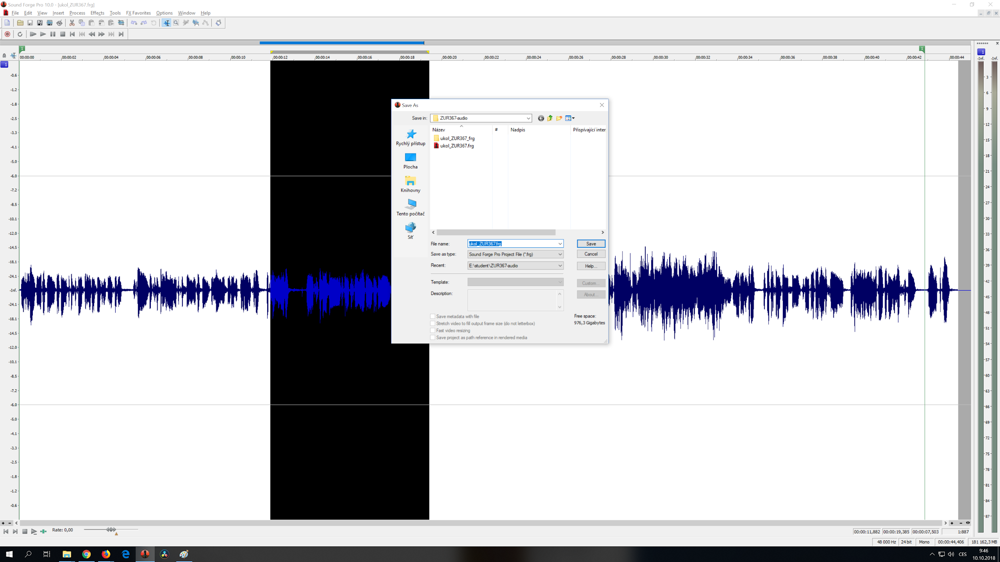 Sound Forge Pro 10.0 - [ukol_ZUR367.frg]
File Edit View Insert Process Effects Tools FX Favorites Options Window Help
1 1
00:00:00 00:00:02 00:00:04 00:00:06 00:00:08 00:00:10 00:00:12 00:00:14 00:00:16 00:00:18 00:00:20 00:00:22 00:00:24 00:00:26 00:00:28 00:00:30 00:00:32 00:00:34 00:00:36 00:00:38 00:00:40 00:00:42 00:00:44
1
-0,6
-1,2
-1,8
-2,5
-3,3
-4,1
-5,0
-6,0
-7,2
-8,5
-10,1
-12,0
-14,5
-18,1
-24,1
-Inf.
-24,1
-18,1
-14,5
-12,0
-10,1
-8,5
-7,2
-6,0
-5,0
-4,1
-3,3
-2,5
-1,8
-1,2
-0,6
Save As
Save in: ZUR367-audio
Rychlý přístup
Plocha
Knihovny
Tento počítač
Síť
Název # Nadpis Přispívající inter
ukol_ZUR367_frg
ukol_ZUR367.frg
File name: ukol_ZUR367.frg Save
Save as type: Sound Forge Pro Project File (*.frg) Cancel
Recent: E:\student\ZUR367-audio Help...
Template: Custom...
Description: About...
Save metadata with file
Stretch video to fill output frame size (do not letterbox)
Fast video resizing
Save project as path reference in rendered media
Free space:
976,3 Gigabytes
1
-Inf. -Inf.
3
6
9
12
15
18
21
24
27
30
33
36
39
42
45
48
51
54
57
60
63
66
69
72
75
78
81
84
87
Rate: 0,00
00:00:11,882 00:00:19,385 00:00:07,503 1:887
48 000 Hz 24 bit Mono 00:00:44,406 181 162,3 MB
CES
9:46
10.10.2018